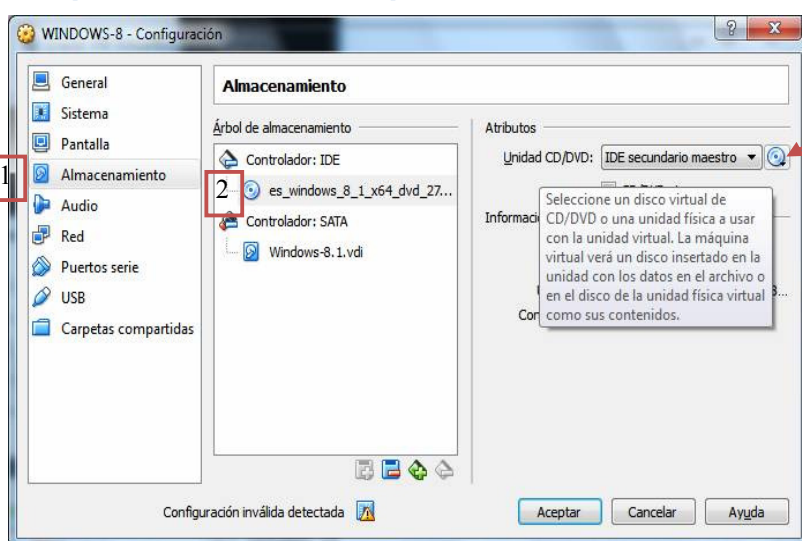 WINDOWS-8 - Configuración
General
Sistema
Pantalla
1
Almacenamiento
Audio
Red
Puertos serie
USB
Carpetas compartidas
Almacenamiento
Árbol de almacenamiento
Controlador: IDE
2
es_windows_8_1_x64_dvd_27...
Controlador: SATA
Windows-8.1.vdi
Atributos
Unidad CD/DVD: IDE secundario maestro
Seleccione un disco virtual de
CD/DVD o una unidad física a usar
con la unidad virtual. La máquina
virtual verá un disco insertado en la
unidad con los datos en el archivo o
en el disco de la unidad física virtual
como sus contenidos.
Configuración inválida detectada
Aceptar
Cancelar
Ayuda